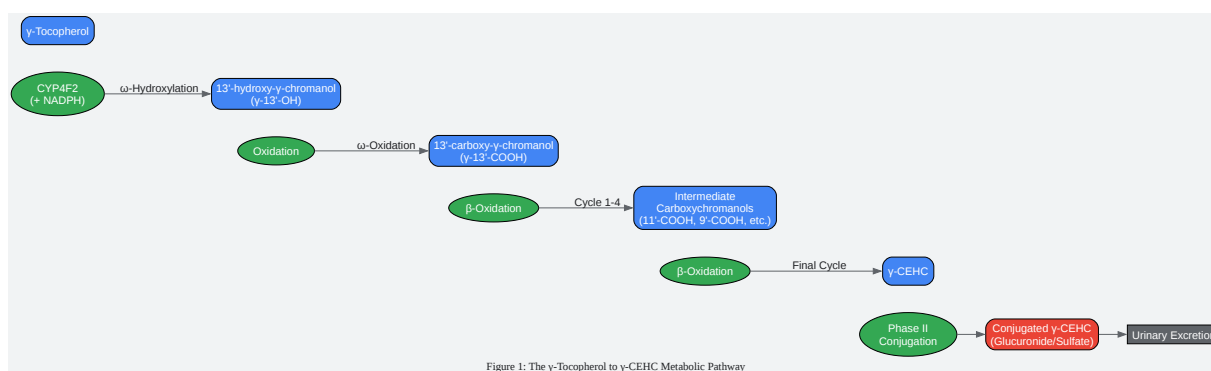 γ-Tocopherol
CYP4F2
(+ NADPH)
ω-Hydroxylation
13'-hydroxy-γ-chromanol
(γ-13'-OH)
Oxidation
ω-Oxidation
13'-carboxy-γ-chromanol
(γ-13'-COOH)
β-Oxidation
Cycle 1-4
Intermediate
Carboxychromanols
(11'-COOH, 9'-COOH, etc.)
β-Oxidation
Final Cycle
γ-CEHC
Phase II
Conjugation
Conjugated γ-CEHC
(Glucuronide/Sulfate)
Urinary Excretion
Figure 1: The γ-Tocopherol to γ-CEHC Metabolic Pathway